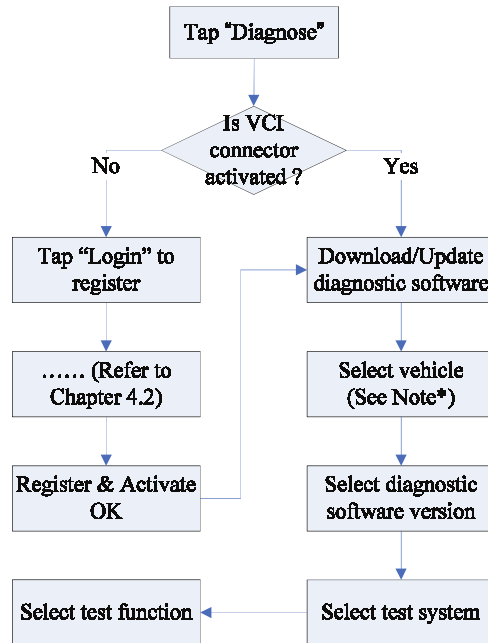 Tap “Diagnose”
Is VCI
connector
activated ?
No
Yes
Tap “Login” to
register
Download/Update
diagnostic software
…… (Refer to
Chapter 4.2)
Select vehicle
(See Note*)
Register & Activate
OK
Select diagnostic
software version
Select test function
Select test system